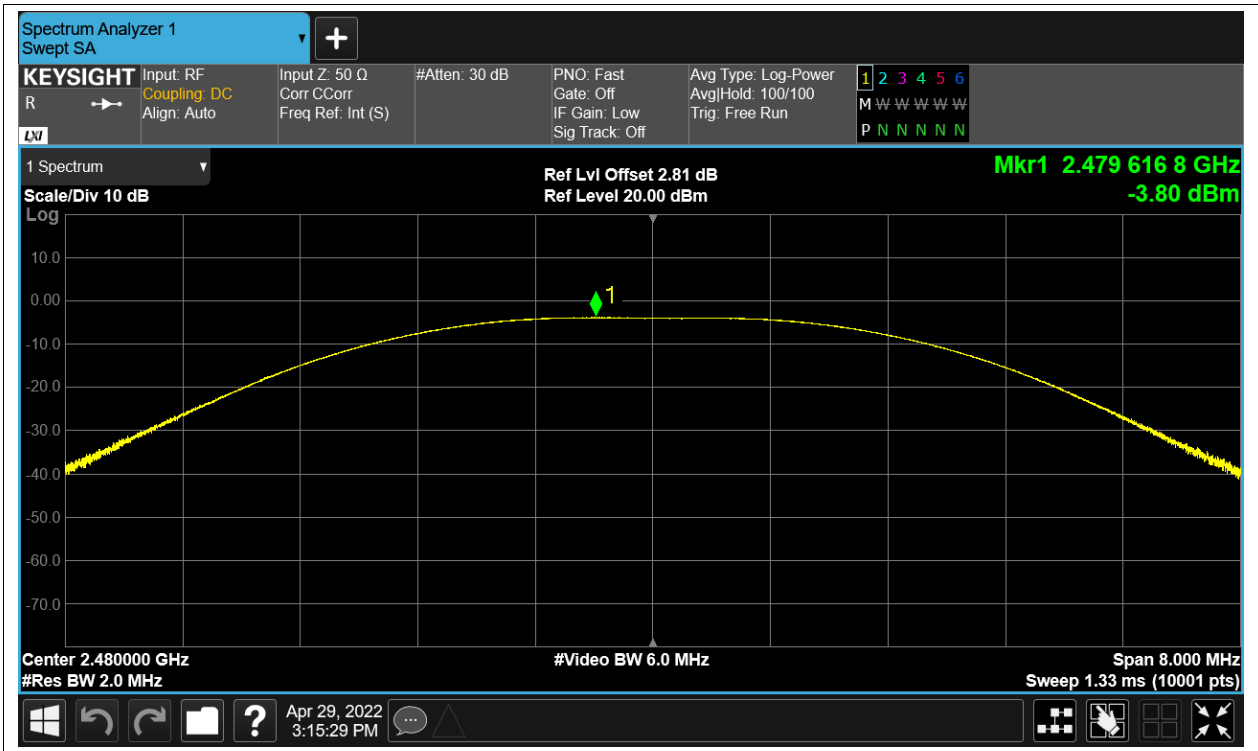 Spectrum Analyzer 1
Swept SA
KEYSIGHT
R
LXI
Input: RF
Coupling: DC
Align: Auto
Input Z: 50 Ω
Corr CCorr
Freq Ref: Int (S)
#Atten: 30 dB
PNO: Fast
Gate: Off
IF Gain: Low
Sig Track: Off
Avg Type: Log-Power
Avg|Hold: 100/100
Trig: Free Run
1 2 3 4 5 6
M W W W W W
P N N N N N
1 Spectrum
Scale/Div 10 dB
Log
Ref Lvl Offset 2.81 dB
Ref Level 20.00 dBm
Mkr1 2.479 616 8 GHz
-3.80 dBm
10.0
0.00
-10.0
-20.0
-30.0
-40.0
-50.0
-60.0
-70.0
1
Center 2.480000 GHz
#Res BW 2.0 MHz
#Video BW 6.0 MHz
Span 8.000 MHz
Sweep 1.33 ms (10001 pts)
?
Apr 29, 2022
3:15:29 PM